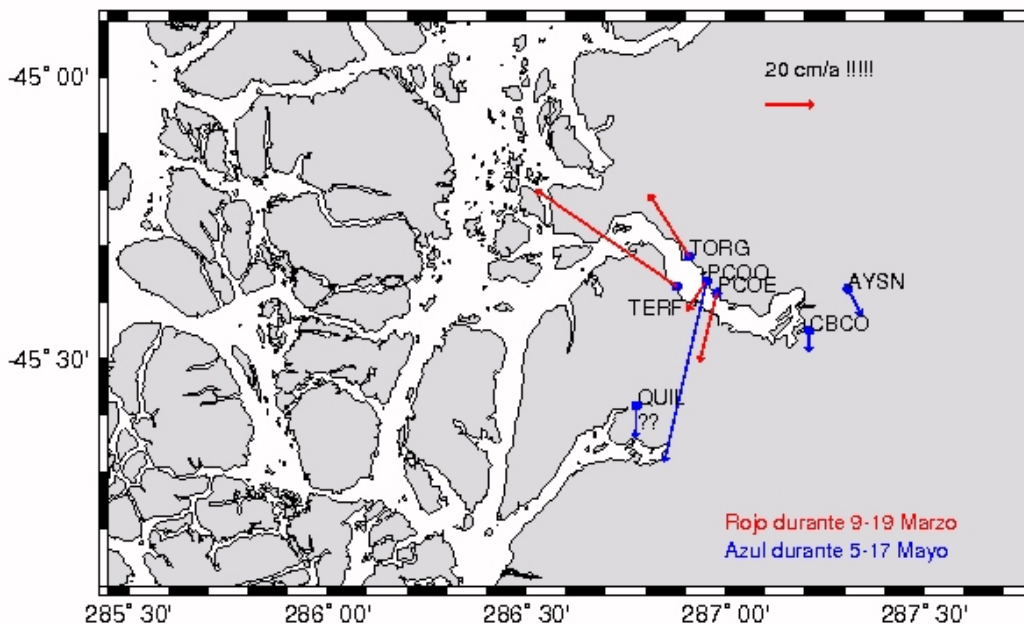 -45° 00'
20 cm/a !!!!!
TORG
PCOO
PCOE
TERF
AYSN
CBCO
-45° 30'
QUIL
??
Rojo durante 9-19 Marzo
Azul durante 5-17 Mayo
285° 30' 286° 00' 286° 30' 287° 00' 287° 30'